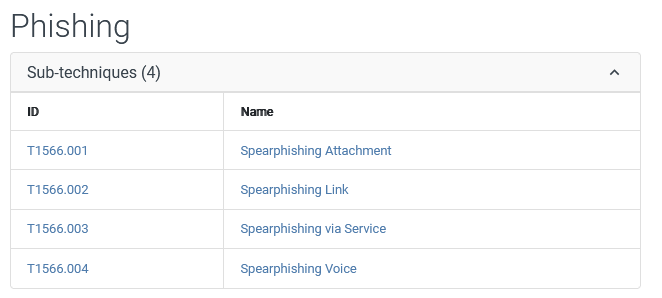 Phishing
Sub-techniques (4)
ID Name
T1566.001 Spearphishing Attachment
T1566.002 Spearphishing Link
T1566.003 Spearphishing via Service
T1566.004 Spearphishing Voice